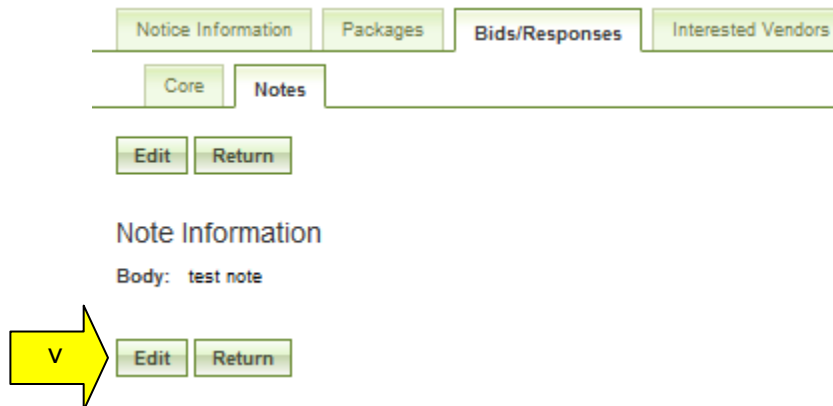 Notice Information Packages Bids/Responses Interested Vendors
Core Notes
Edit Return
Note Information
Body: test note
V Edit Return